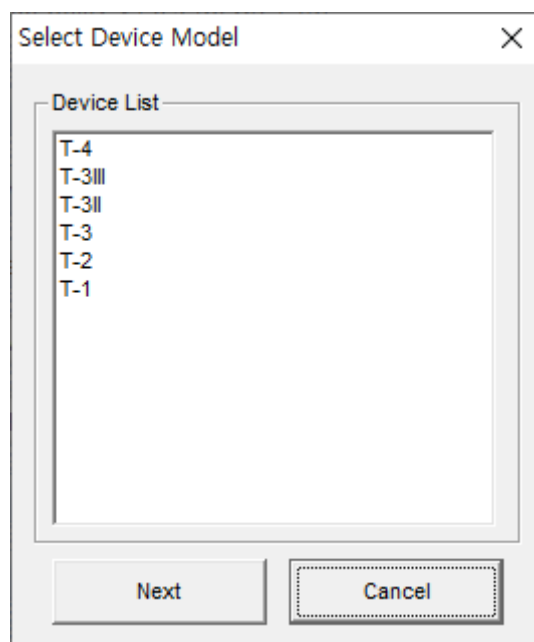 Select Device Model
Device List
T-4
T-3III
T-3II
T-3
T-2
T-1
Next
Cancel